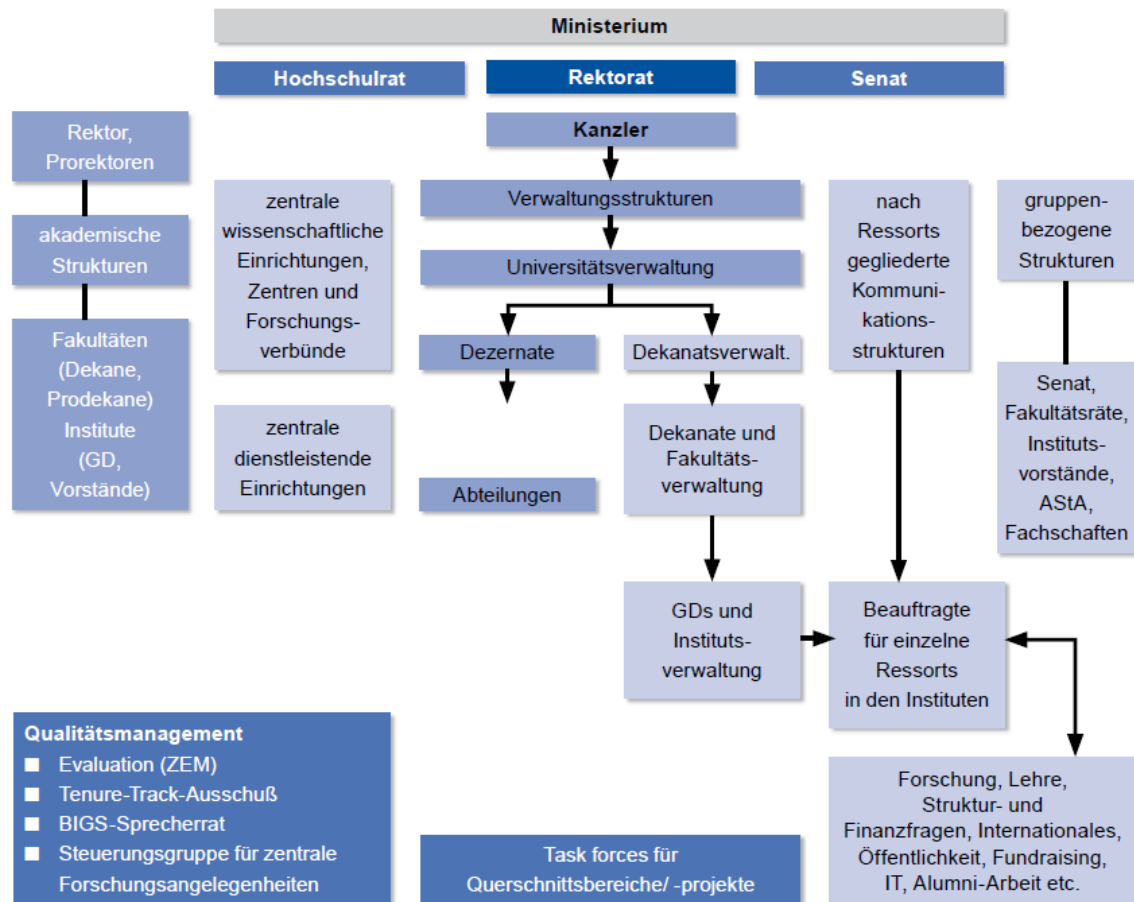 Ministerium
Hochschulrat
Rektorat
Senat
Kanzler
Rektor,
Prorektoren
akademische
Strukturen
Fakultäten
(Dekane,
Prodekane)
Institute
(GD,
Vorstände)
zentrale
wissenschaftliche
Einrichtungen,
Zentren und
Forschungs-
verbünde
zentrale
dienstleistende
Einrichtungen
Verwaltungsstrukturen
Universitätsverwaltung
Dezernate
Abteilungen
Dekanatsverwalt.
Dekanate und
Fakultäts-
verwaltung
GDs und
Instituts-
verwaltung
nach
Ressorts
gegliederte
Kommuni-
kations-
strukturen
Beauftragte
für einzelne
Ressorts
in den Instituten
gruppen-
bezogene
Strukturen
Senat,
Fakultätsräte,
Instituts-
vorstände,
AStA,
Fachschaften
Qualitätsmanagement
■ Evaluation (ZEM)
■ Tenure-Track-Ausschuß
■ BIGS-Sprecherrat
■ Steuerungsgruppe für zentrale
Forschungsangelegenheiten
Task forces für
Querschnittsbereiche/ -projekte
Forschung, Lehre,
Struktur- und
Finanzfragen, Internationales,
Öffentlichkeit, Fundraising,
IT, Alumni-Arbeit etc.